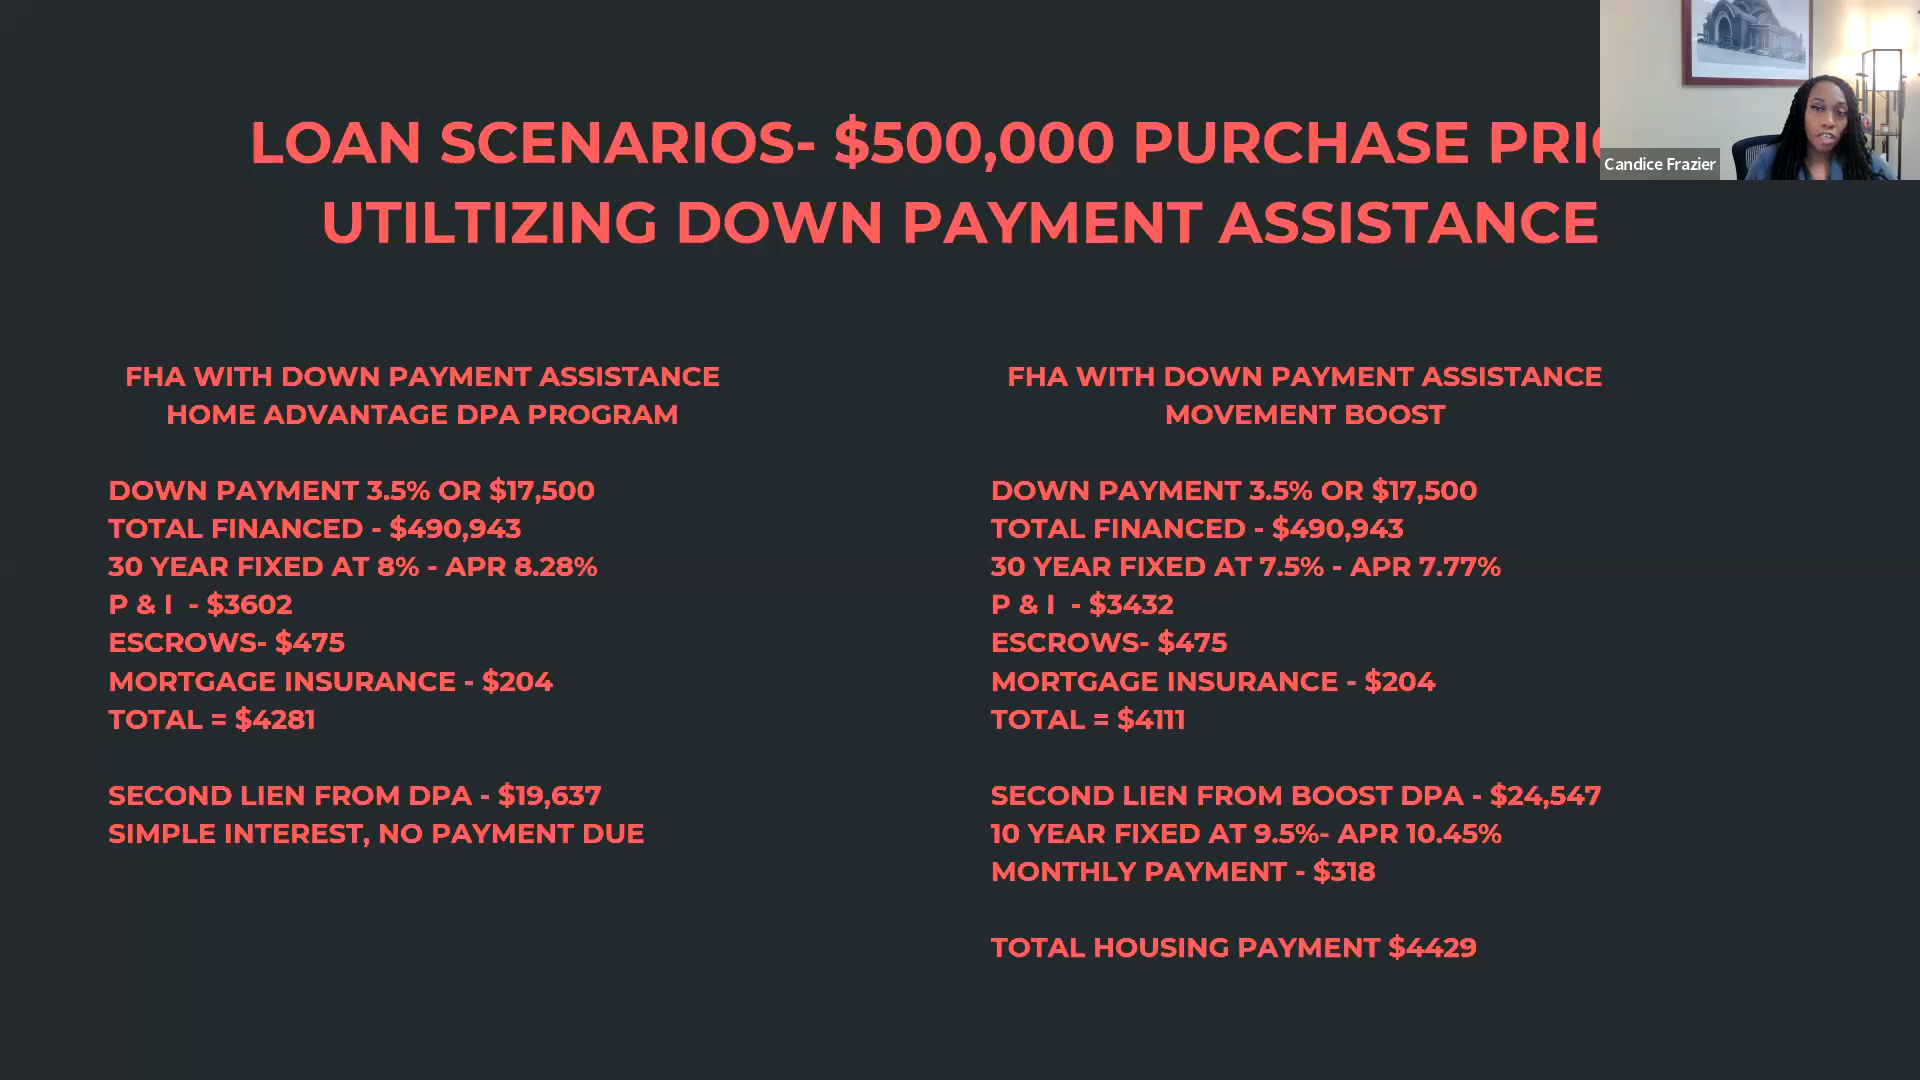 LOAN SCENARIOS- $500,000 PURCHASE
UTILTIZING DOWN PAYMENT ASSISTANCE
Candice Frazier
FHA WITH DOWN PAYMENT ASSISTANCE
HOME ADVANTAGE DPA PROGRAM
DOWN PAYMENT 3.5% OR $17,500
TOTAL FINANCED - $490,943
30 YEAR FIXED AT 8% - APR 8.28%
P & I - $3602
ESCROWS- $475
MORTGAGE INSURANCE - $204
TOTAL = $4281
SECOND LIEN FROM DPA - $19,637
SIMPLE INTEREST, NO PAYMENT DUE
FHA WITH DOWN PAYMENT ASSISTANCE
MOVEMENT BOOST
DOWN PAYMENT 3.5% OR $17,500
TOTAL FINANCED - $490,943
30 YEAR FIXED AT 7.5% - APR 7.77%
P & I - $3432
ESCROWS- $475
MORTGAGE INSURANCE - $204
TOTAL = $4111
SECOND LIEN FROM BOOST DPA - $24,547
10 YEAR FIXED AT 9.5%- APR 10.45%
MONTHLY PAYMENT - $318
TOTAL HOUSING PAYMENT $4429